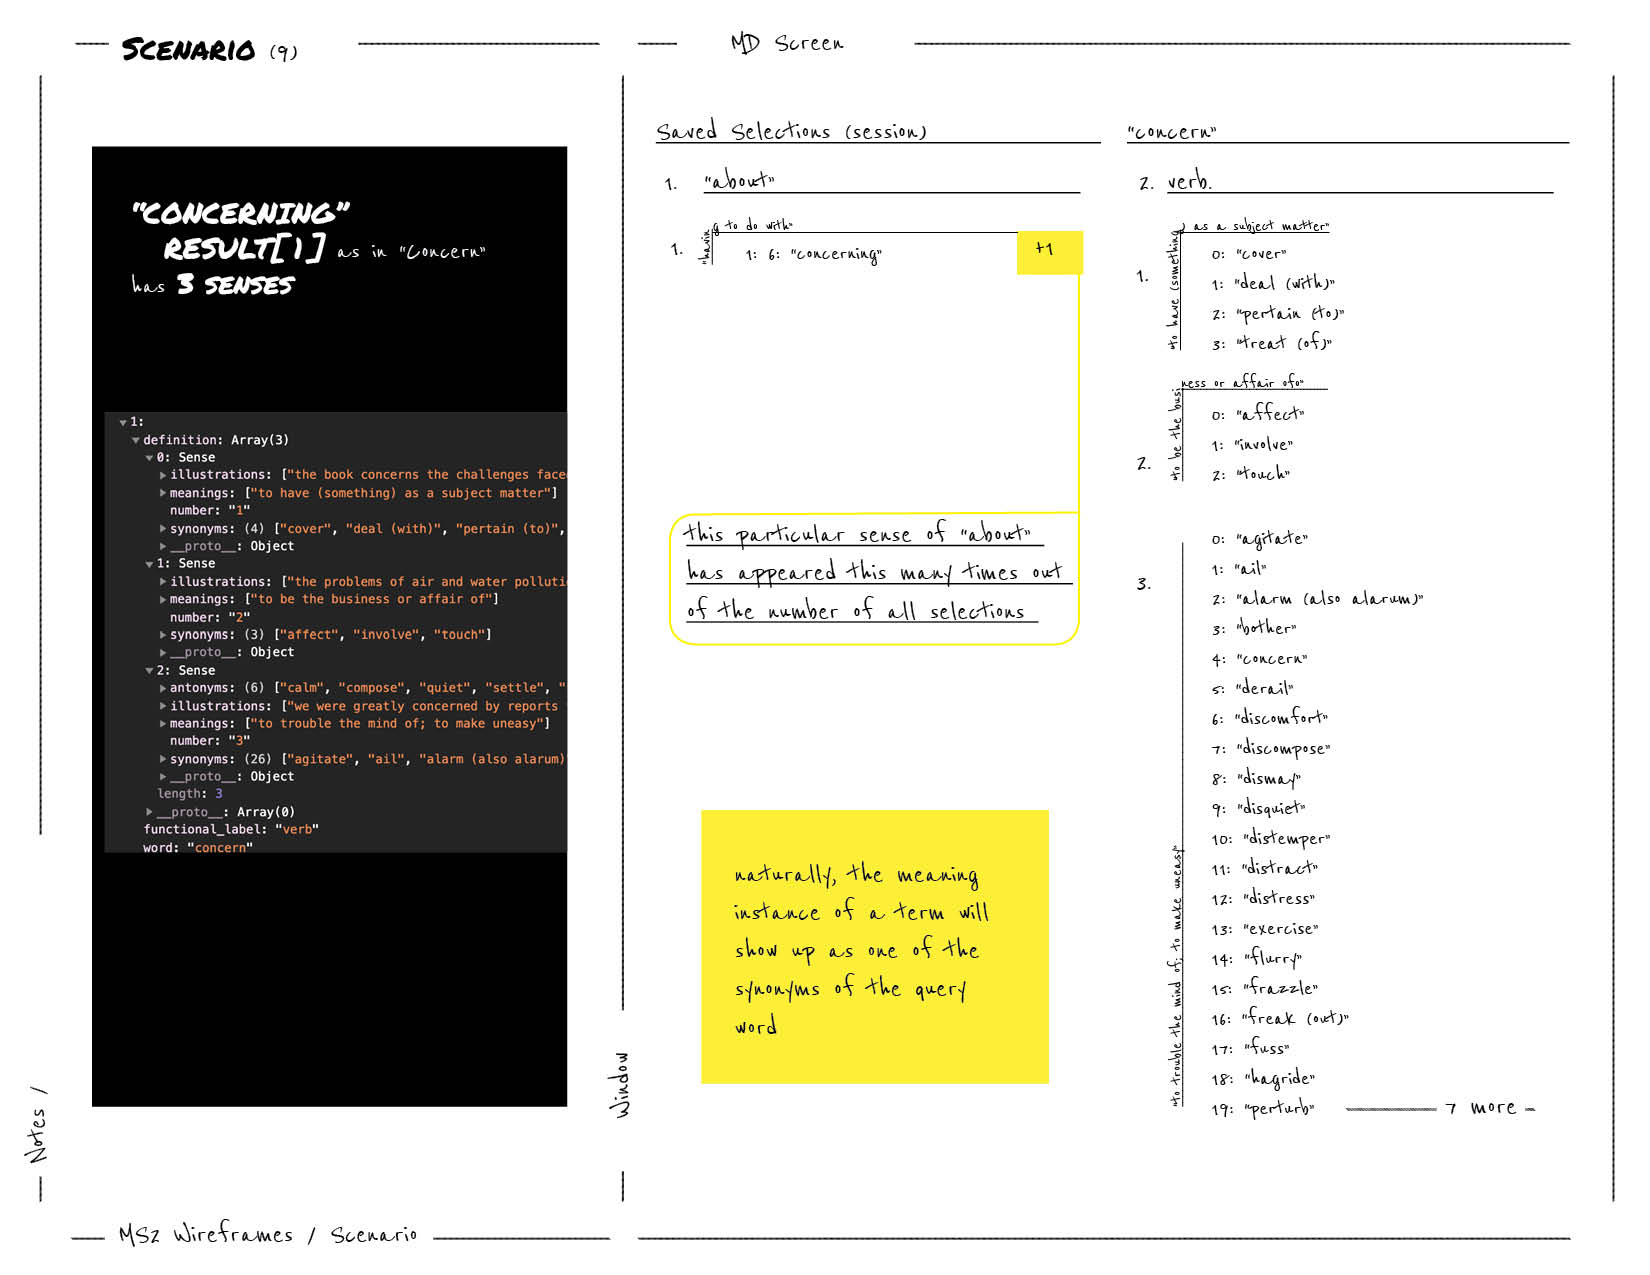 SCENARIO (9)
MD Screen
"CONCERNING"
RESULT[1] as in "Concern"
has 3 SENSES
1:
definition: Array(3)
0: Sense
illustrations: ["the book concerns the challenges face
meanings: ["to have (something) as a subject matter"]
number: "1"
synonyms: (4) ["cover", "deal (with)", "pertain (to)",
__proto__: Object
1: Sense
illustrations: ["the problems of air and water polluti
meanings: ["to be the business or affair of"]
number: "2"
synonyms: (3) ["affect", "involve", "touch"]
__proto__: Object
2: Sense
antonyms: (6) ["calm", "compose", "quiet", "settle", "
illustrations: ["we were greatly concerned by reports
meanings: ["to trouble the mind of; to make uneasy"]
number: "3"
synonyms: (26) ["agitate", "ail", "alarm (also alarum)
__proto__: Object
length: 3
__proto__: Array(0)
functional_label: "verb"
word: "concern"
Saved Selections (session)
1. "about"
1. "having to do with"
1: 6: "concerning"
+1
this particular sense of "about"
has appeared this many times out
of the number of all selections
naturally, the meaning
instance of a term will
show up as one of the
synonyms of the query
word
"concern"
2. verb.
1. "to have (something) as a subject matter"
0: "cover"
1: "deal (with)"
2: "pertain (to)"
3: "treat (of)"
2. "to be the business or affair ofo"
0: "affect"
1: "involve"
2: "touch"
3. "to trouble the mind of; to make uneasy"
0: "agitate"
1: "ail"
2: "alarm (also alarum)"
3: "bother"
4: "concern"
5: "derail"
6: "discomfort"
7: "discompose"
8: "dismay"
9: "disquiet"
10: "distemper"
11: "distract"
12: "distress"
13: "exercise"
14: "flurry"
15: "frazzle"
16: "freak (out)"
17: "fuss"
18: "hagride"
19: "perturb" 7 more
Notes /
Window
MS2 Wireframes / Scenario